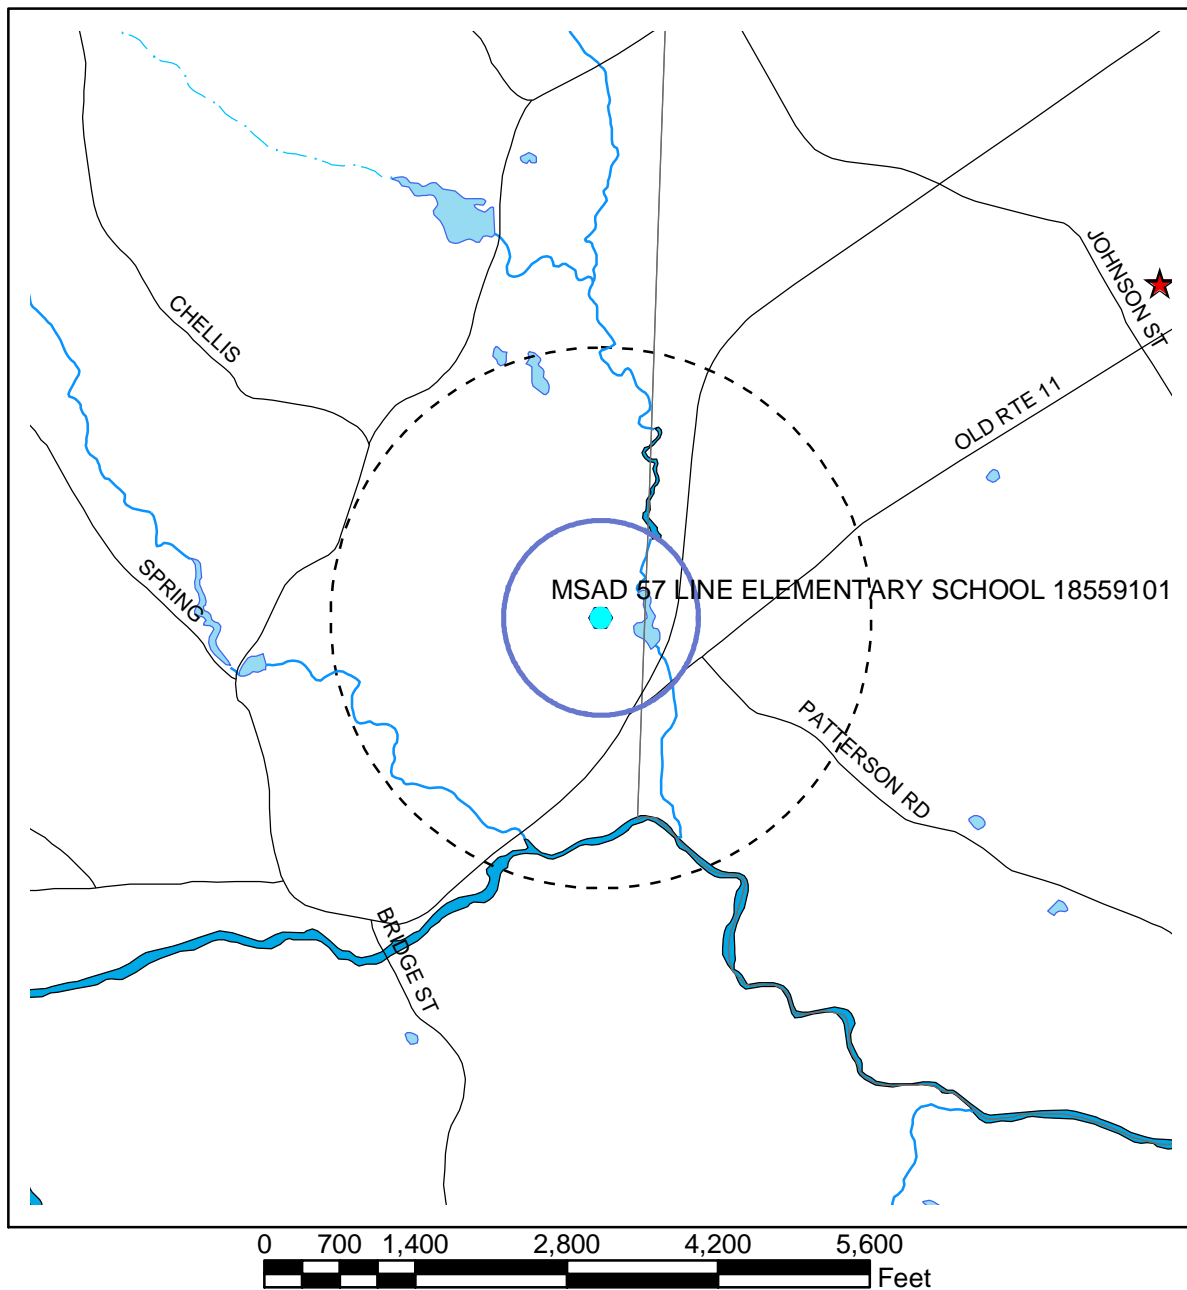 JOHNSON ST
CHELLIS
OLD RTE 11
SPRING
MSAD 57 LINE ELEMENTARY SCHOOL 18559101
PATTERSON RD
BRIDGE ST
0 700 1,400 2,800 4,200 5,600
Feet